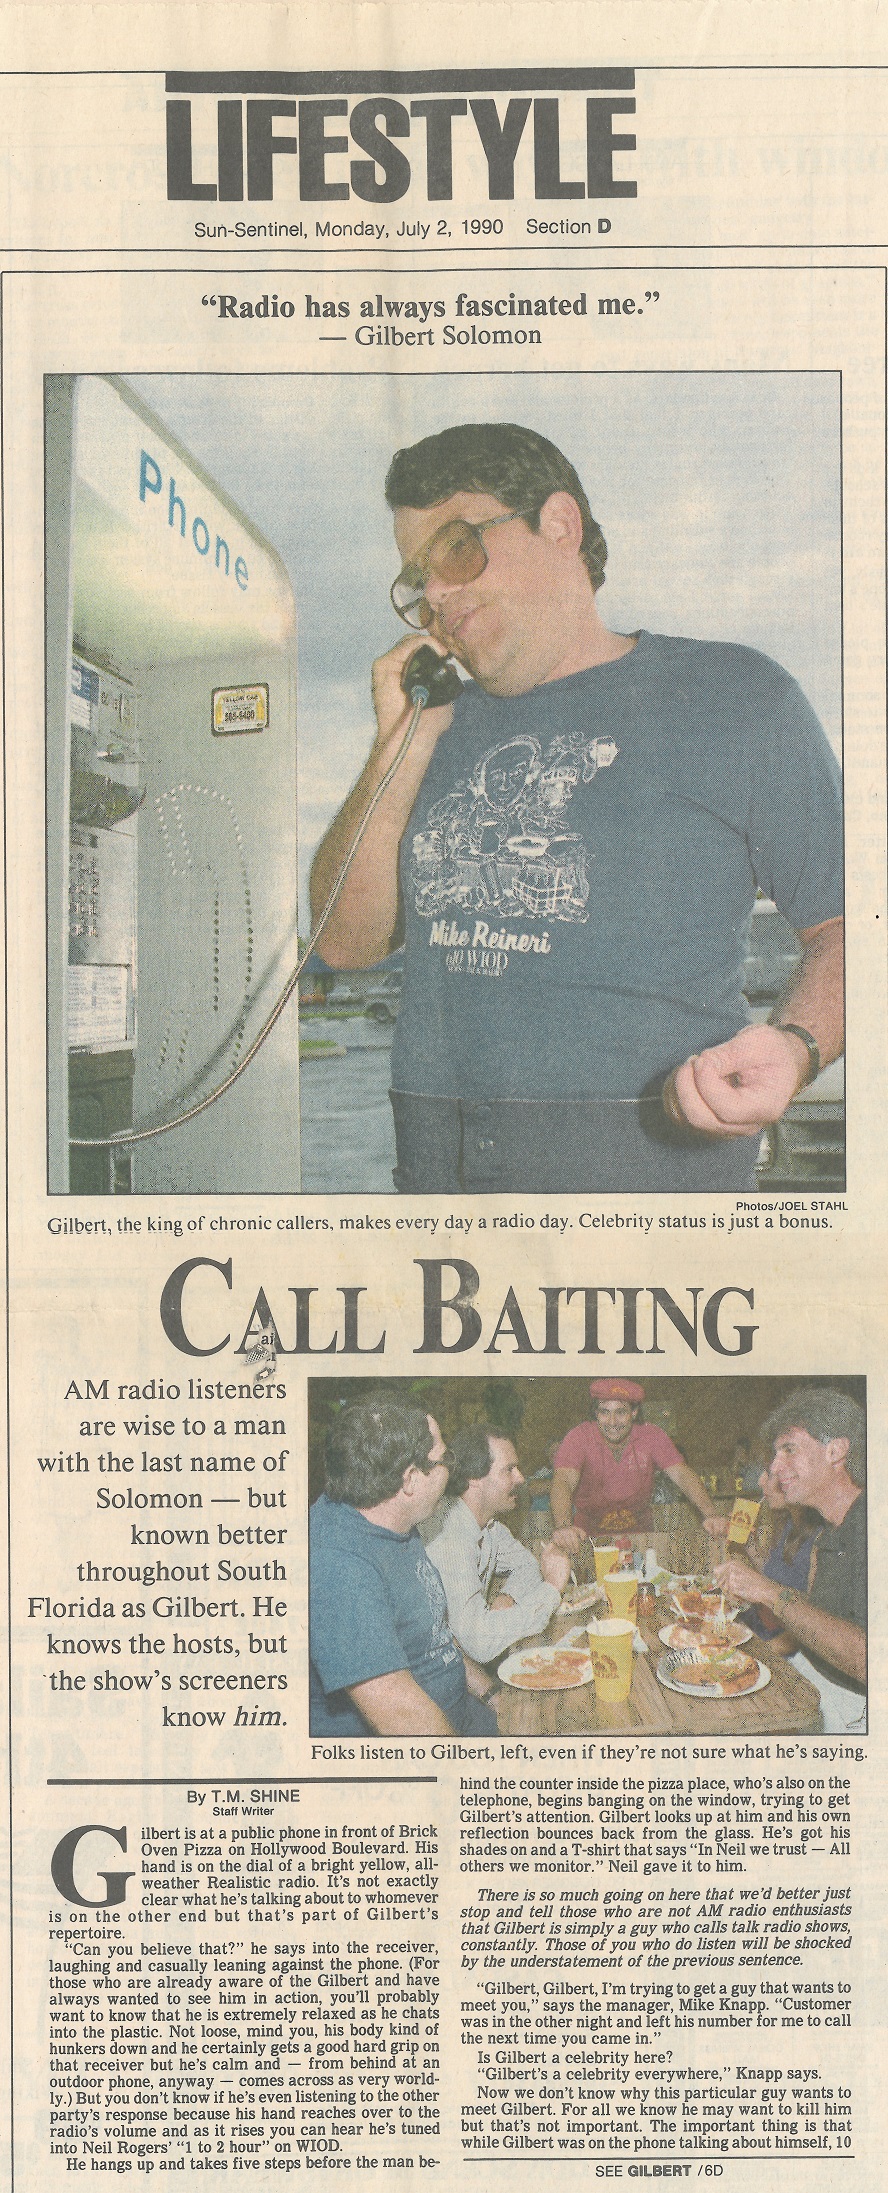 LIFESTYLE
Sun-Sentinel, Monday, July 2, 1990 Section D
“Radio has always fascinated me.”
— Gilbert Solomon
Phone
YELLOW CAB
565-5400
WIOD
Mike Reineri
610 WIOD
Photos/JOEL STAHL
Gilbert, the king of chronic callers, makes every day a radio day. Celebrity status is just a bonus.
CALL BAITING
AM radio listeners
are wise to a man
with the last name of
Solomon — but
known better
throughout South
Florida as Gilbert. He
knows the hosts, but
the show’s screeners
know him.
Folks listen to Gilbert, left, even if they’re not sure what he’s saying.
By T.M. SHINE
Staff Writer
Gilbert is at a public phone in front of Brick
Oven Pizza on Hollywood Boulevard. His
hand is on the dial of a bright yellow, all-
weather Realistic radio. It’s not exactly
clear what he’s talking about to whomever
is on the other end but that’s part of Gilbert’s
repertoire.
“Can you believe that?” he says into the receiver,
laughing and casually leaning against the phone. (For
those who are already aware of the Gilbert and have
always wanted to see him in action, you’ll probably
want to know that he is extremely relaxed as he chats
into the plastic. Not loose, mind you, his body kind of
hunkers down and he certainly gets a good hard grip on
that receiver but he’s calm and — from behind at an
outdoor phone, anyway — comes across as very world-
ly.) But you don’t know if he’s even listening to the other
party’s response because his hand reaches over to the
radio’s volume and as it rises you can hear he’s tuned
into Neil Rogers’ “1 to 2 hour” on WIOD.
He hangs up and takes five steps before the man be-
hind the counter inside the pizza place, who’s also on the
telephone, begins banging on the window, trying to get
Gilbert’s attention. Gilbert looks up at him and his own
reflection bounces back from the glass. He’s got his
shades on and a T-shirt that says “In Neil we trust — All
others we monitor.” Neil gave it to him.
There is so much going on here that we’d better just
stop and tell those who are not AM radio enthusiasts
that Gilbert is simply a guy who calls talk radio shows,
constantly. Those of you who do listen will be shocked
by the understatement of the previous sentence.
“Gilbert, Gilbert, I’m trying to get a guy that wants to
meet you,” says the manager, Mike Knapp. “Customer
was in the other night and left his number for me to call
the next time you came in.”
Is Gilbert a celebrity here?
“Gilbert’s a celebrity everywhere,” Knapp says.
Now we don’t know why this particular guy wants to
meet Gilbert. For all we know he may want to kill him
but that’s not important. The important thing is that
while Gilbert was on the phone talking about himself, 10
SEE GILBERT /6D